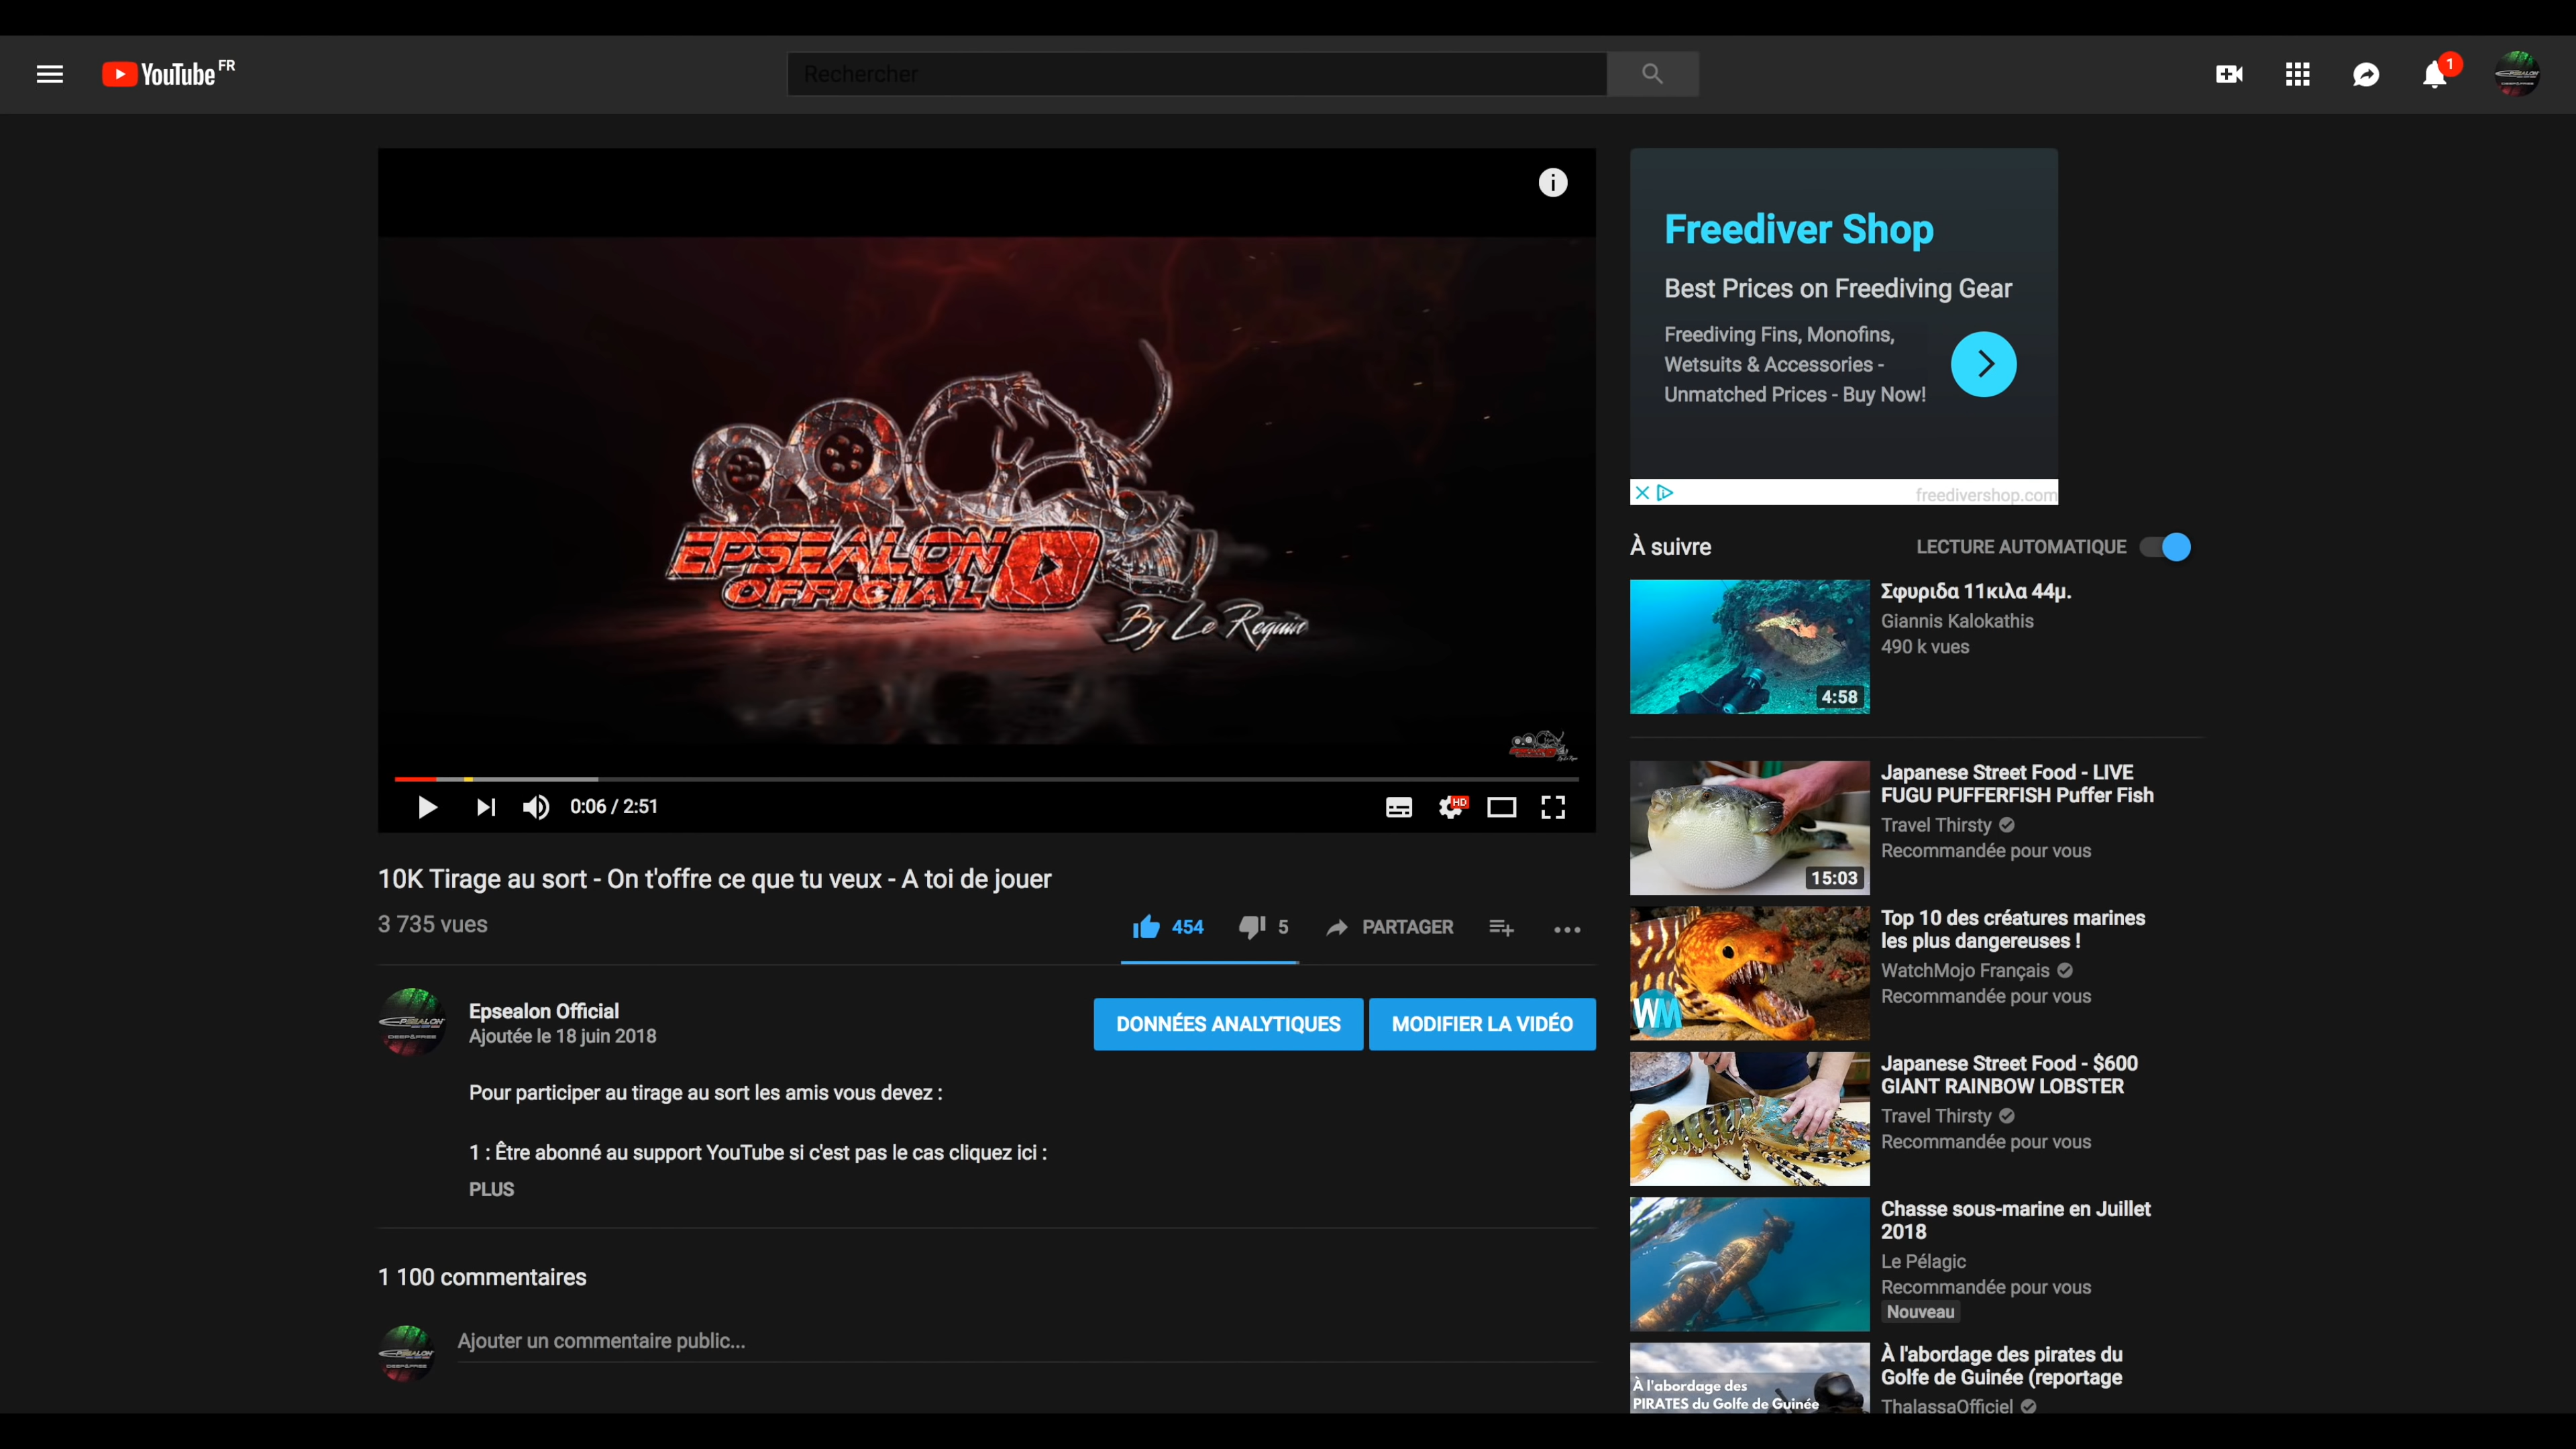 YouTube FR
Rechercher
1
EPSEALON
OFFICIAL
By Le Requin
0:06 / 2:51
HD
10K Tirage au sort - On t'offre ce que tu veux - A toi de jouer
3 735 vues
454
5
PARTAGER
EPSEALON
DEEP&FREE
Epsealon Official
Ajoutée le 18 juin 2018
DONNÉES ANALYTIQUES
MODIFIER LA VIDÉO
Pour participer au tirage au sort les amis vous devez :
1 : Être abonné au support YouTube si c'est pas le cas cliquez ici :
PLUS
1 100 commentaires
Ajouter un commentaire public...
Freediver Shop
Best Prices on Freediving Gear
Freediving Fins, Monofins,
Wetsuits & Accessories -
Unmatched Prices - Buy Now!
freedivershop.com
À suivre
LECTURE AUTOMATIQUE
4:58
Σφυριδα 11κιλα 44μ.
Giannis Kalokathis
490 k vues
15:03
Japanese Street Food - LIVE
FUGU PUFFERFISH Puffer Fish
Travel Thirsty
Recommandée pour vous
WM
Top 10 des créatures marines
les plus dangereuses !
WatchMojo Français
Recommandée pour vous
Japanese Street Food - $600
GIANT RAINBOW LOBSTER
Travel Thirsty
Recommandée pour vous
Chasse sous-marine en Juillet
2018
Le Pélagic
Recommandée pour vous
Nouveau
À l'abordage des
PIRATES du Golfe de Guinée
À l'abordage des pirates du
Golfe de Guinée (reportage
ThalassaOfficiel